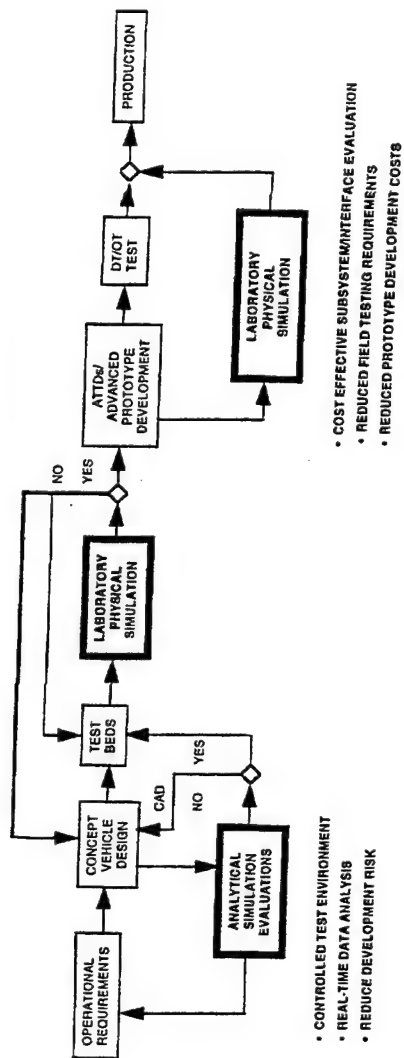 OPERATIONAL
REQUIREMENTS
CONCEPT
VEHICLE
DESIGN
TEST
BEDS
LABORATORY
PHYSICAL
SIMULATION
NO
YES
ATTDs/
ADVANCED
PROTOTYPE
DEVELOPMENT
DT/OT
TEST
PRODUCTION
CAD
NO
YES
ANALYTICAL
SIMULATION
EVALUATIONS
LABORATORY
PHYSICAL
SIMULATION
• CONTROLLED TEST ENVIRONMENT
• REAL-TIME DATA ANALYSIS
• REDUCE DEVELOPMENT RISK
• COST EFFECTIVE SUBSYSTEM/INTERFACE EVALUATION
• REDUCED FIELD TESTING REQUIREMENTS
• REDUCED PROTOTYPE DEVELOPMENT COSTS